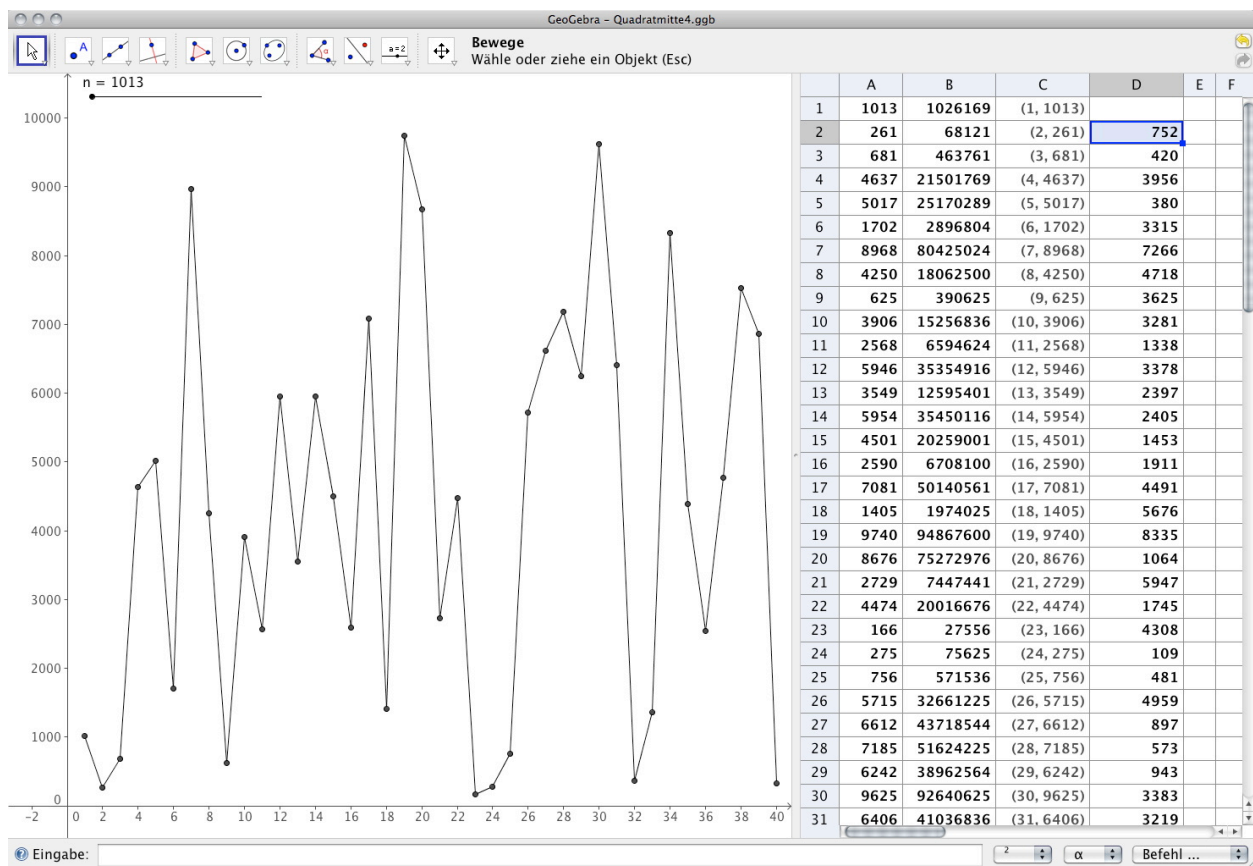 GeoGebra – Quadratmitte4.ggb
A α a = 2 Bewege
Wähle oder ziehe ein Objekt (Esc)
n = 1013
10000
9000
8000
7000
6000
5000
4000
3000
2000
1000
0
−2 0 2 4 6 8 10 12 14 16 18 20 22 24 26 28 30 32 34 36 38 40
A B C D E F
1 1013 1026169 (1, 1013)
2 261 68121 (2, 261) 752
3 681 463761 (3, 681) 420
4 4637 21501769 (4, 4637) 3956
5 5017 25170289 (5, 5017) 380
6 1702 2896804 (6, 1702) 3315
7 8968 80425024 (7, 8968) 7266
8 4250 18062500 (8, 4250) 4718
9 625 390625 (9, 625) 3625
10 3906 15256836 (10, 3906) 3281
11 2568 6594624 (11, 2568) 1338
12 5946 35354916 (12, 5946) 3378
13 3549 12595401 (13, 3549) 2397
14 5954 35450116 (14, 5954) 2405
15 4501 20259001 (15, 4501) 1453
16 2590 6708100 (16, 2590) 1911
17 7081 50140561 (17, 7081) 4491
18 1405 1974025 (18, 1405) 5676
19 9740 94867600 (19, 9740) 8335
20 8676 75272976 (20, 8676) 1064
21 2729 7447441 (21, 2729) 5947
22 4474 20016676 (22, 4474) 1745
23 166 27556 (23, 166) 4308
24 275 75625 (24, 275) 109
25 756 571536 (25, 756) 481
26 5715 32661225 (26, 5715) 4959
27 6612 43718544 (27, 6612) 897
28 7185 51624225 (28, 7185) 573
29 6242 38962564 (29, 6242) 943
30 9625 92640625 (30, 9625) 3383
31 6406 41036836 (31, 6406) 3219
Eingabe: ² α Befehl ...